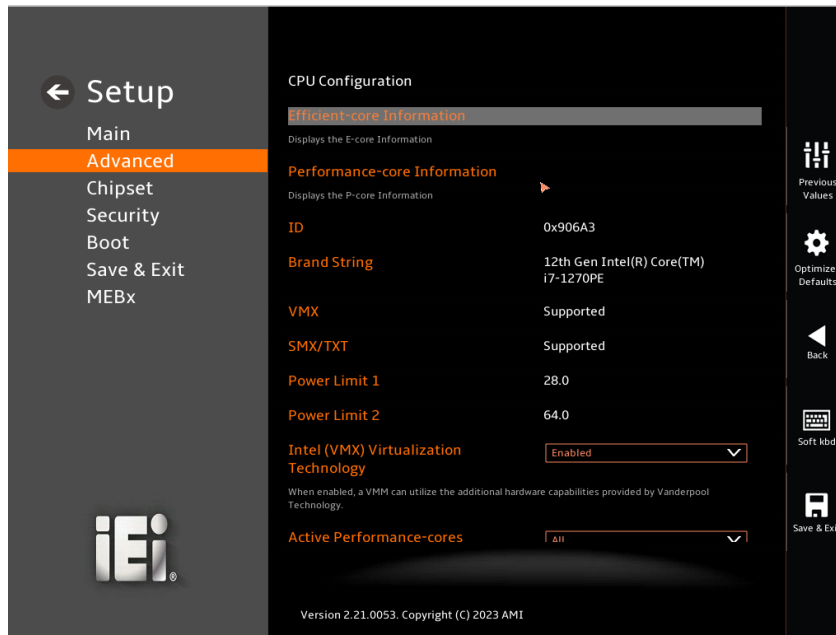 Setup
Main
Advanced
Chipset
Security
Boot
Save & Exit
MEBx
iEi®
CPU Configuration
Efficient-core Information
Displays the E-core Information
Performance-core Information
Displays the P-core Information
ID 0x906A3
Brand String 12th Gen Intel(R) Core(TM)
i7-1270PE
VMX Supported
SMX/TXT Supported
Power Limit 1 28.0
Power Limit 2 64.0
Intel (VMX) Virtualization Enabled
Technology
When enabled, a VMM can utilize the additional hardware capabilities provided by Vanderpool
Technology.
Active Performance-cores All
Version 2.21.0053. Copyright (C) 2023 AMI
Previous
Values
Optimize
Defaults
Back
Soft kbd
Save & Exi